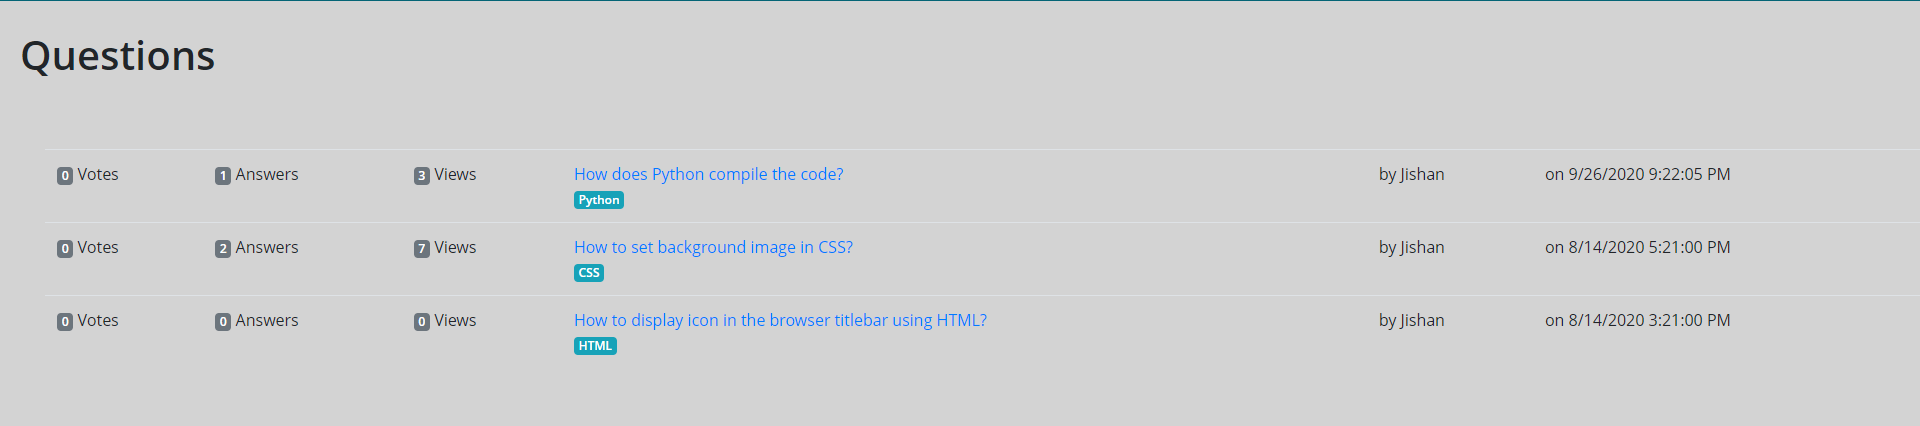 Questions
0 Votes 1 Answers 3 Views How does Python compile the code? by Jishan on 9/26/2020 9:22:05 PM
Python
0 Votes 2 Answers 7 Views How to set background image in CSS? by Jishan on 8/14/2020 5:21:00 PM
CSS
0 Votes 0 Answers 0 Views How to display icon in the browser titlebar using HTML? by Jishan on 8/14/2020 3:21:00 PM
HTML